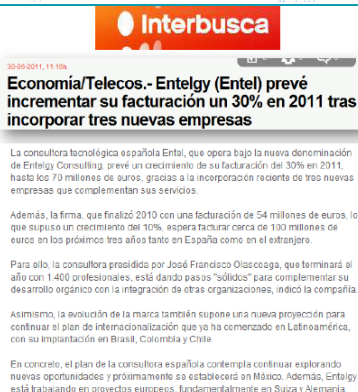 Interbusca
30-06-2011, 11:16h
Economía/Telecos.- Entelgy (Entel) prevé
incrementar su facturación un 30% en 2011 tras
incorporar tres nuevas empresas
La consultora tecnológica española Entel, que opera bajo la nueva denominación
de Entelgy Consulting, prevé un crecimiento de su facturación del 30% en 2011,
hasta los 70 millones de euros, gracias a la incorporación reciente de tres nuevas
empresas que complementan sus servicios.
Además, la firma, que finalizó 2010 con una facturación de 54 millones de euros, lo
que supuso un crecimiento del 10%, espera facturar cerca de 100 millones de
euros en los próximos tres años tanto en España como en el extranjero.
Para ello, la consultora presidida por José Francisco Olascoaga, que terminará el
año con 1.400 profesionales, está dando pasos "sólidos" para complementar su
desarrollo orgánico con la integración de otras organizaciones, indicó la compañía.
Asimismo, la evolución de la marca también supone una nueva proyección para
continuar el plan de internacionalización que ya ha comenzado en Latinoamérica,
con su implantación en Brasil, Colombia y Chile.
En concreto, el plan de la consultora española contempla continuar explorando
nuevas oportunidades y próximamente se establecerá en México. Además, Entelgy
está trabajando en proyectos europeos, fundamentalmente en Suiza y Alemania.